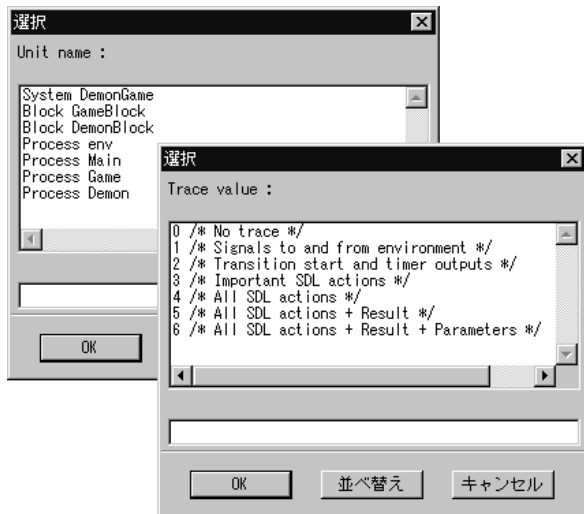 選択
Unit name :
System DemonGame
Block GameBlock
Block DemonBlock
Process env
Process Main
Process Game
Process Demon
OK
選択
Trace value :
0 /* No trace */
1 /* Signals to and from environment */
2 /* Transition start and timer outputs */
3 /* Important SDL actions */
4 /* All SDL actions */
5 /* All SDL actions + Result */
6 /* All SDL actions + Result + Parameters */
OK
並べ替え
キャンセル